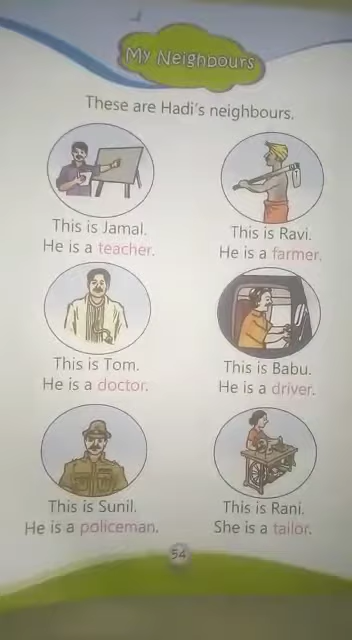 My Neighbours
These are Hadi's neighbours.
This is Jamal.
He is a teacher.
This is Ravi.
He is a farmer.
This is Tom.
He is a doctor.
This is Babu.
He is a driver.
This is Sunil.
He is a policeman.
This is Rani.
She is a tailor.
54